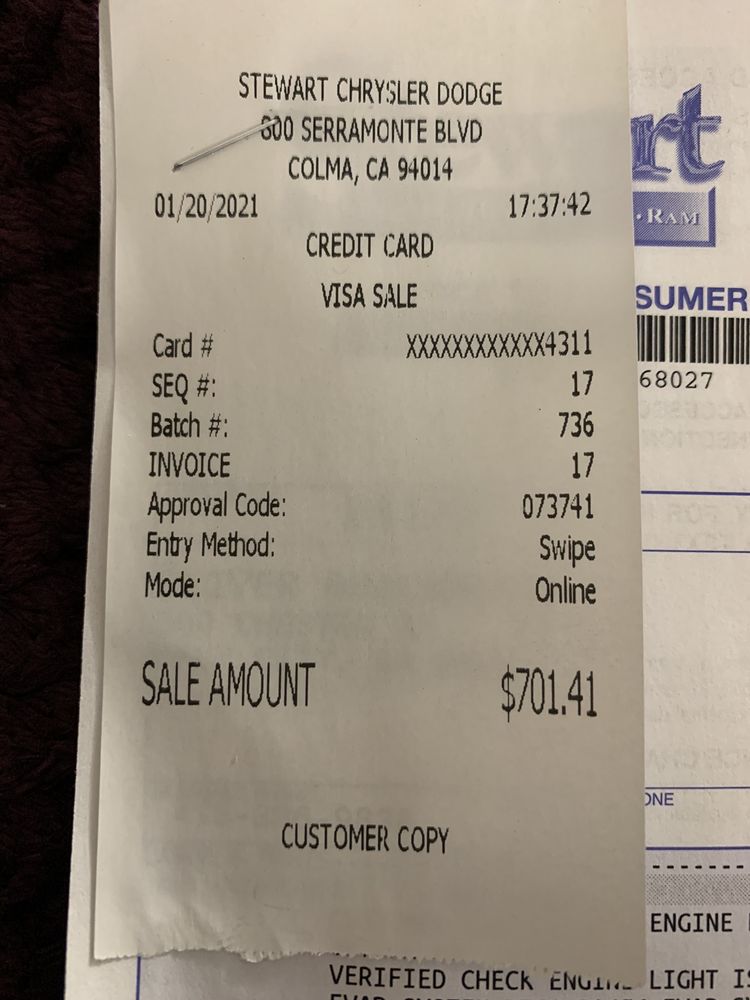 STEWART CHRYSLER DODGE
600 SERRAMONTE BLVD
COLMA, CA 94014
01/20/2021 17:37:42
CREDIT CARD
VISA SALE
Card # XXXXXXXXXXXX4311
SEQ #: 17
Batch #: 736
INVOICE 17
Approval Code: 073741
Entry Method: Swipe
Mode: Online
SALE AMOUNT $701.41
CUSTOMER COPY
rt
· RAM
SUMER
68027
ONE
ENGINE
VERIFIED CHECK ENGINE LIGHT IS